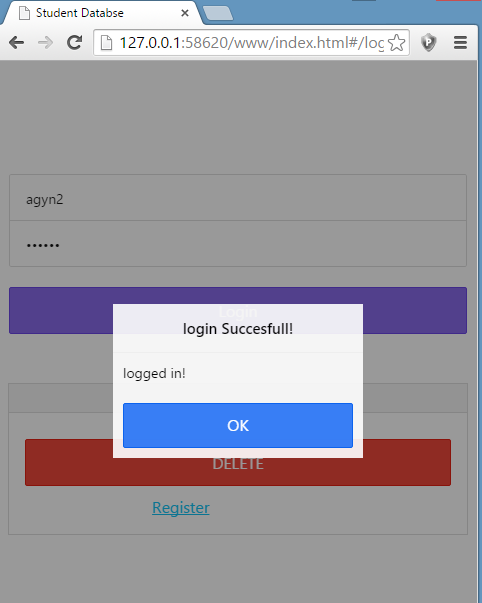 Student Databse
127.0.0.1:58620/www/index.html#/log
agyn2
••••••
Login
login Succesfull!
logged in!
OK
DELETE
Register